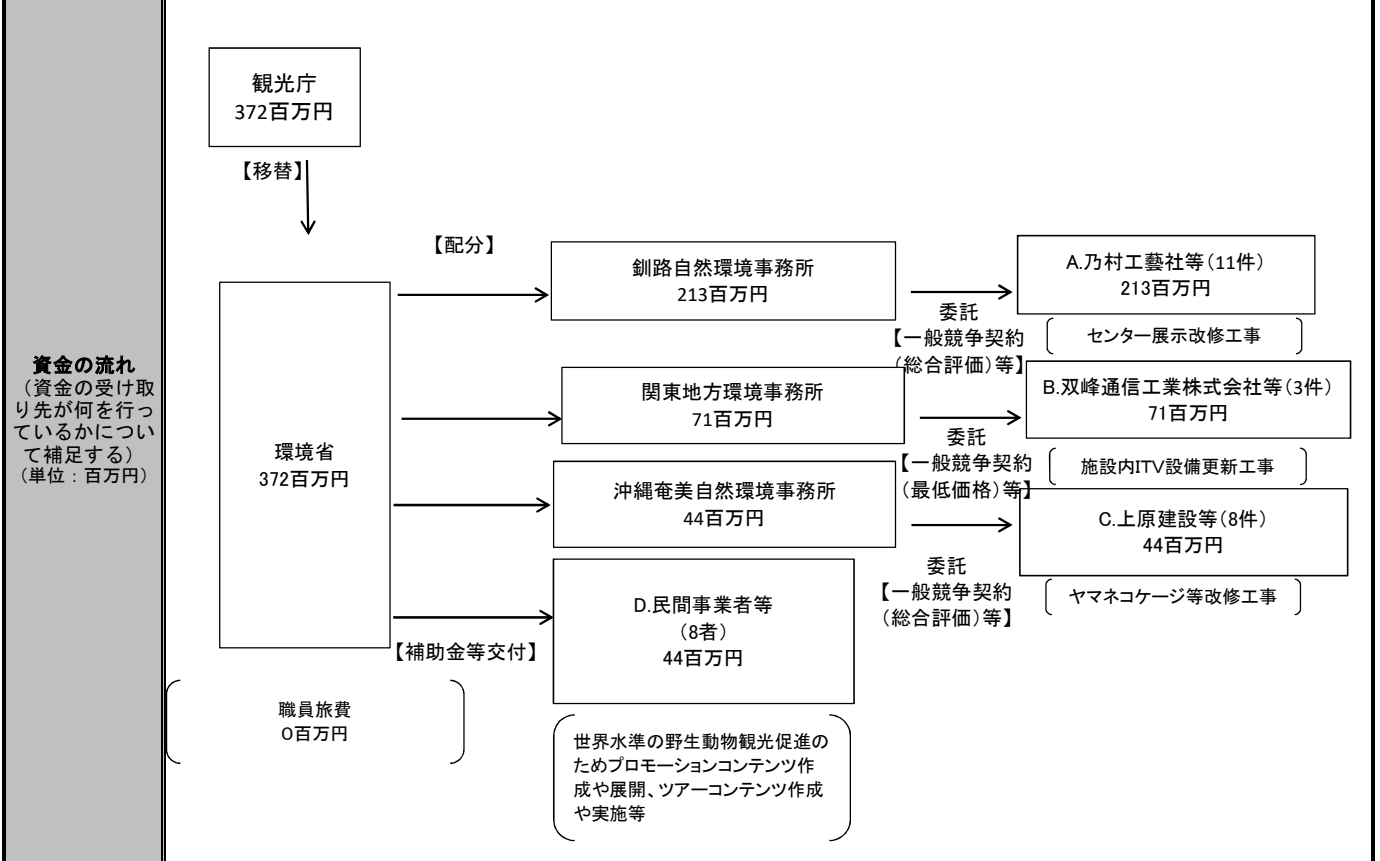 資金の流れ
（資金の受け取
り先が何を行っ
ているかについ
て補足する）
（単位：百万円）
観光庁
372百万円
【移替】
環境省
372百万円
職員旅費
0百万円
【配分】
釧路自然環境事務所
213百万円
委託
【一般競争契約
（総合評価）等】
A.乃村工藝社等（11件）
213百万円
センター展示改修工事
関東地方環境事務所
71百万円
委託
【一般競争契約
（最低価格）等】
B.双峰通信工業株式会社等（3件）
71百万円
施設内ITV設備更新工事
沖縄奄美自然環境事務所
44百万円
委託
【一般競争契約
（総合評価）等】
C.上原建設等（8件）
44百万円
ヤマネコケージ等改修工事
【補助金等交付】
D.民間事業者等
（8者）
44百万円
世界水準の野生動物観光促進の
ためプロモーションコンテンツ作
成や展開、ツアーコンテンツ作成
や実施等